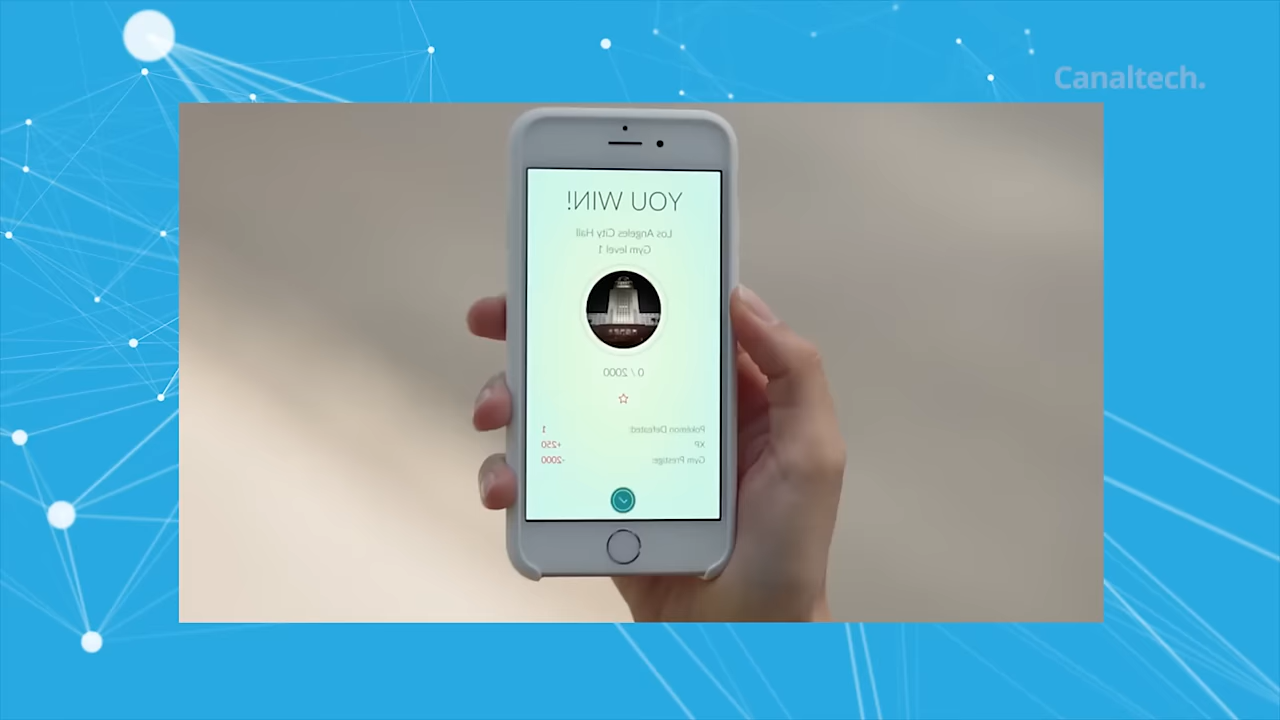 Canaltech.
YOU WIN!
Los Angeles City Hall
Gym level 1
0 / 2000
Pokémon Defeated: 1
XP +250
Gym Prestige: -2000